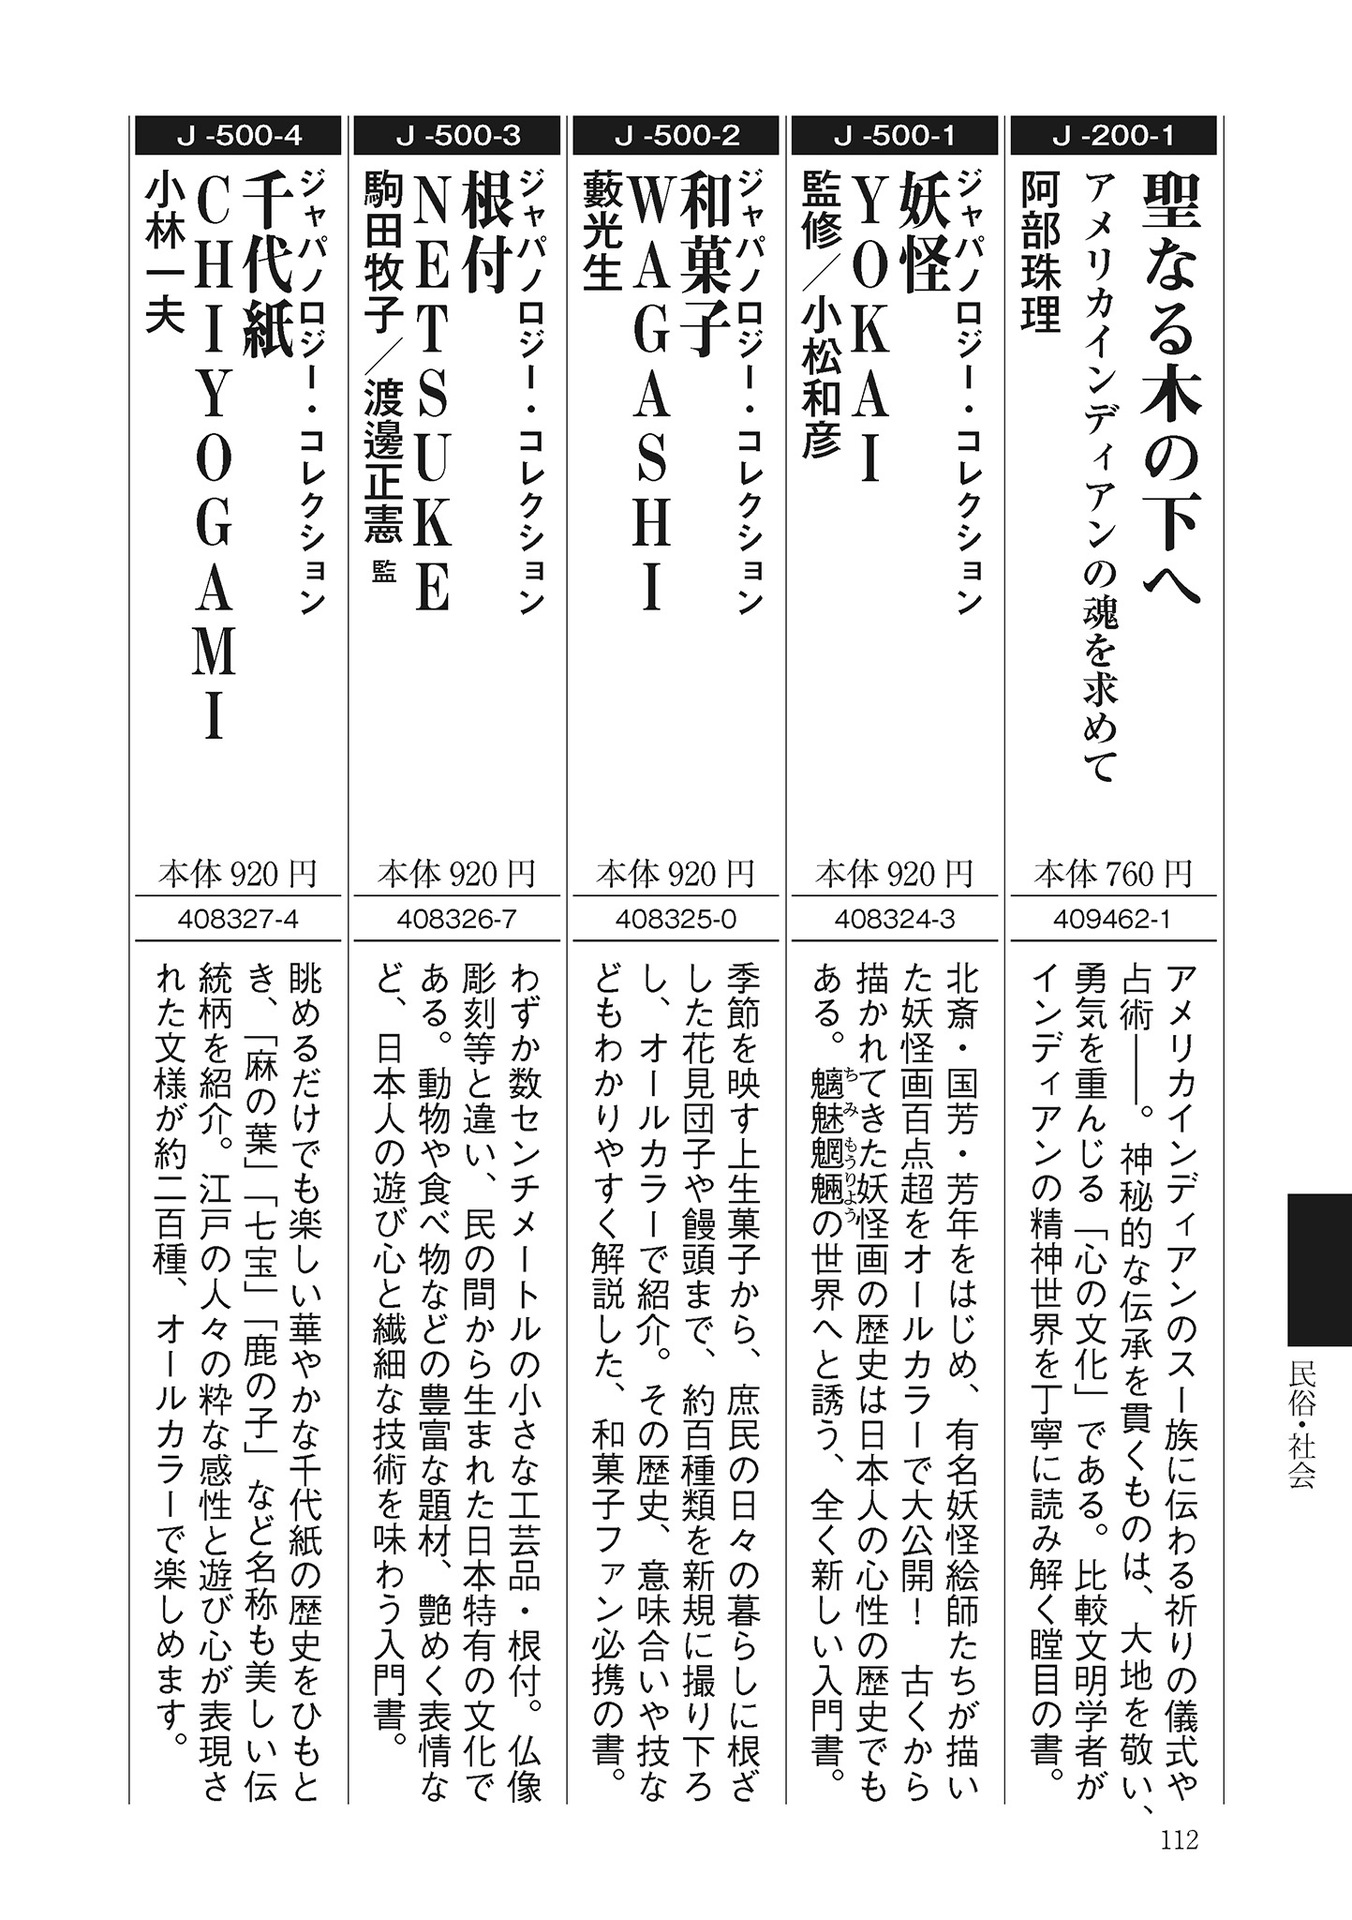 J-200-1
聖なる木の下へ
アメリカインディアンの魂を求めて
阿部珠理
本体 760 円
409462-1
アメリカインディアンのスー族に伝わる祈りの儀式や
占術――。神秘的な伝承を貫くものは、大地を敬い、
勇気を重んじる「心の文化」である。比較文明学者が
インディアンの精神世界を丁寧に読み解く瞠目の書。
J-500-1
ジャパノロジー・コレクション
妖怪
YOKAI
監修／小松和彦
本体 920 円
408324-3
北斎・国芳・芳年をはじめ、有名妖怪絵師たちが描い
た妖怪画百点超をオールカラーで大公開！　古くから
描かれてきた妖怪画の歴史は日本人の心性の歴史でも
ちみもうりょう
ある。魑魅魍魎の世界へと誘う、全く新しい入門書。
J-500-2
ジャパノロジー・コレクション
和菓子
WAGASHI
藪光生
本体 920 円
408325-0
季節を映す上生菓子から、庶民の日々の暮らしに根ざ
した花見団子や饅頭まで、約百種類を新規に撮り下ろ
し、オールカラーで紹介。その歴史、意味合いや技な
どもわかりやすく解説した、和菓子ファン必携の書。
J-500-3
ジャパノロジー・コレクション
根付
NETSUKE
駒田牧子／渡邊正憲 監
本体 920 円
408326-7
わずか数センチメートルの小さな工芸品・根付。仏像
彫刻等と違い、民の間から生まれた日本特有の文化で
ある。動物や食べ物などの豊富な題材、艶めく表情な
ど、日本人の遊び心と繊細な技術を味わう入門書。
J-500-4
ジャパノロジー・コレクション
千代紙
CHIYOGAMI
小林一夫
本体 920 円
408327-4
眺めるだけでも楽しい華やかな千代紙の歴史をひもと
き、「麻の葉」「七宝」「鹿の子」など名称も美しい伝
統柄を紹介。江戸の人々の粋な感性と遊び心が表現さ
れた文様が約二百種、オールカラーで楽しめます。
民俗・社会
112